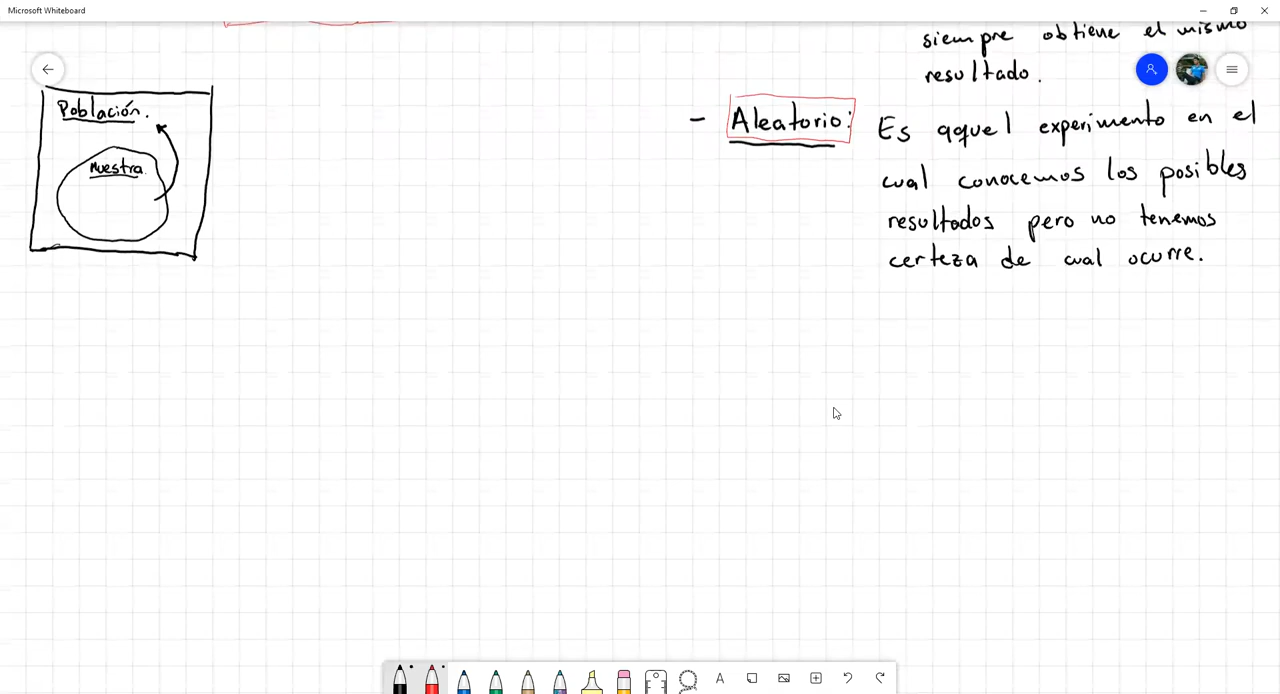 Microsoft Whiteboard
siempre obtiene el mismo
resultado.
Población.
Muestra.
- Aleatorio: Es aquel experimento en el
cual conocemos los posibles
resultados pero no tenemos
certeza de cual ocurre.
A